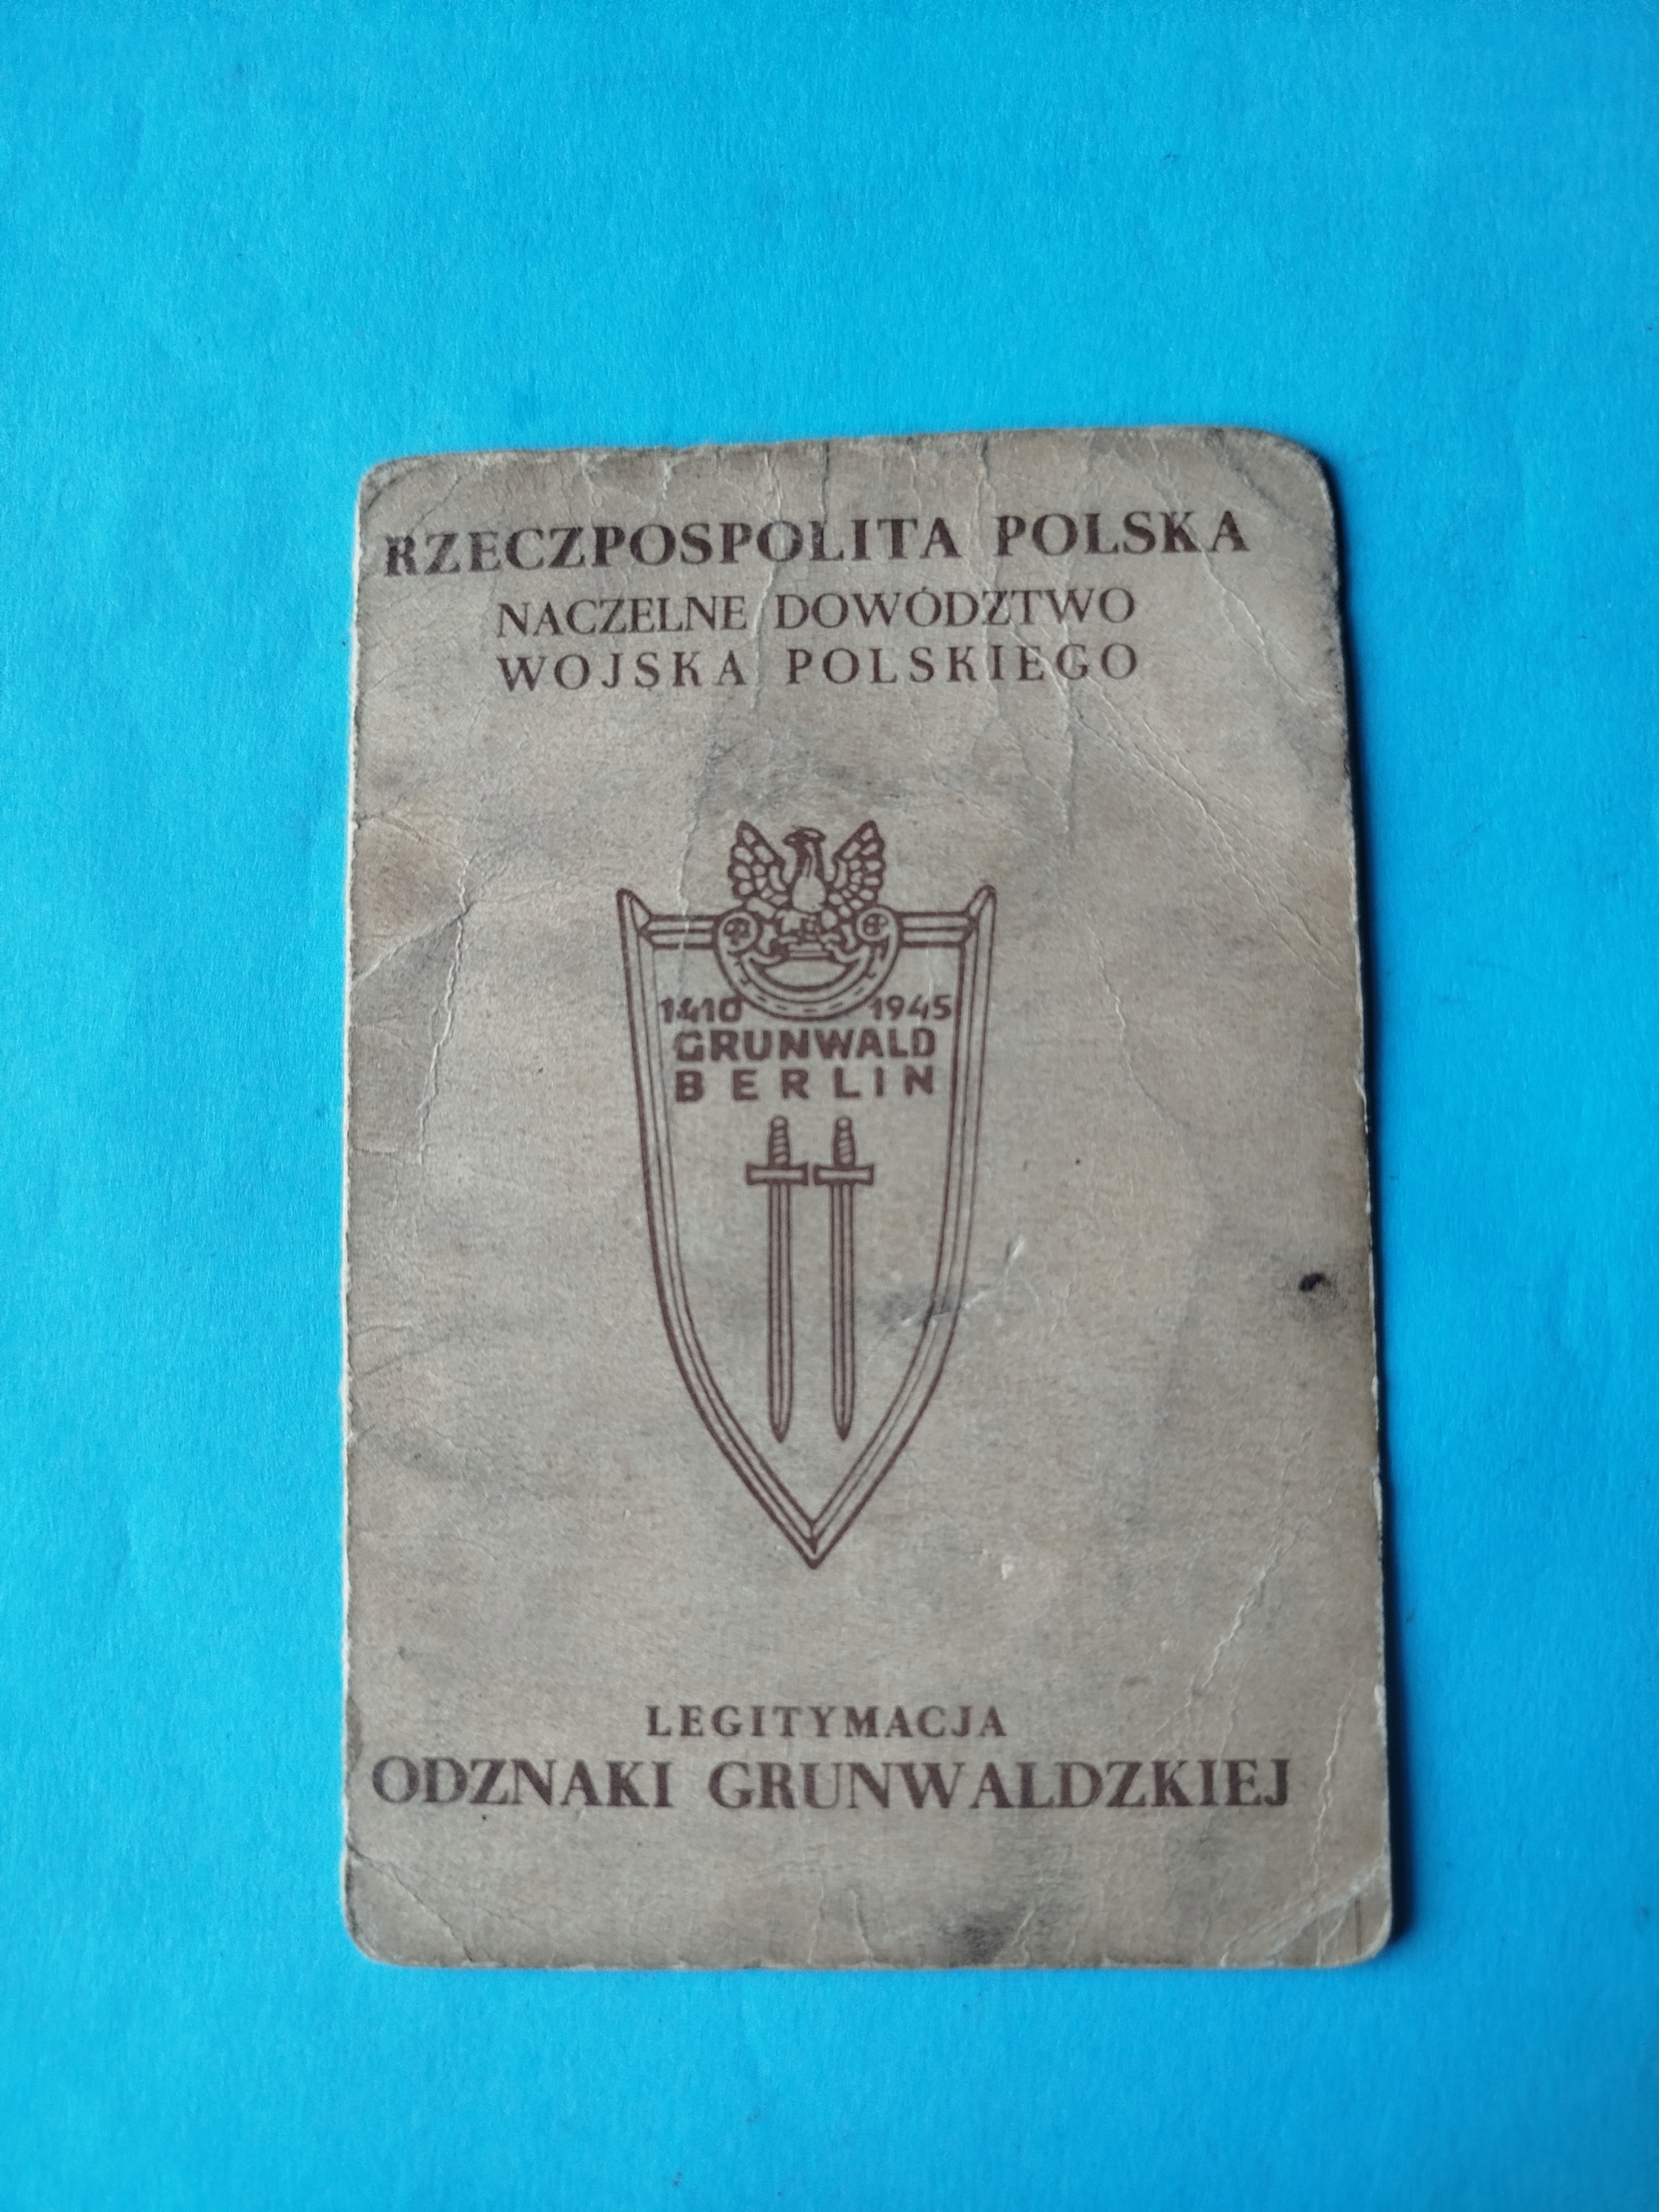 RZECZPOSPOLITA POLSKA
NACZELNE DOWÓDZTWO
WOJSKA POLSKIEGO
1410 1945
GRUNWALD
BERLIN
LEGITYMACJA
ODZNAKI GRUNWALDZKIEJ